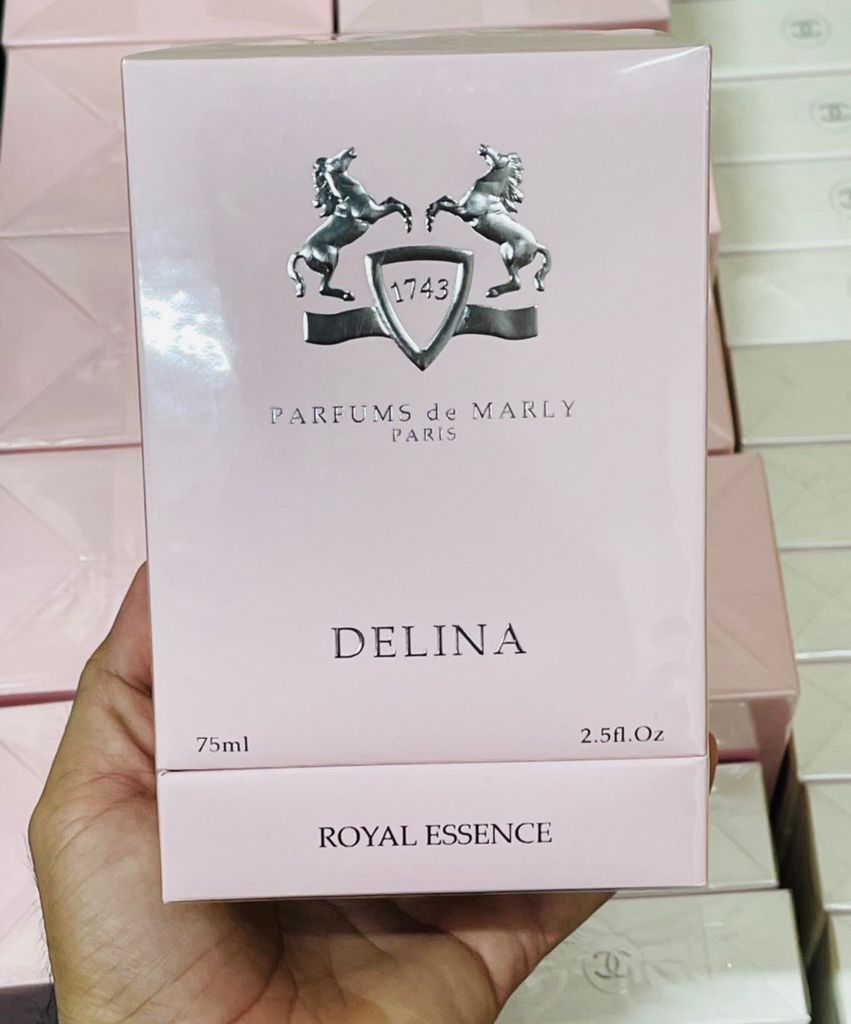 1743
PARFUMS de MARLY
PARIS
DELINA
75ml 2.5fl.Oz
ROYAL ESSENCE